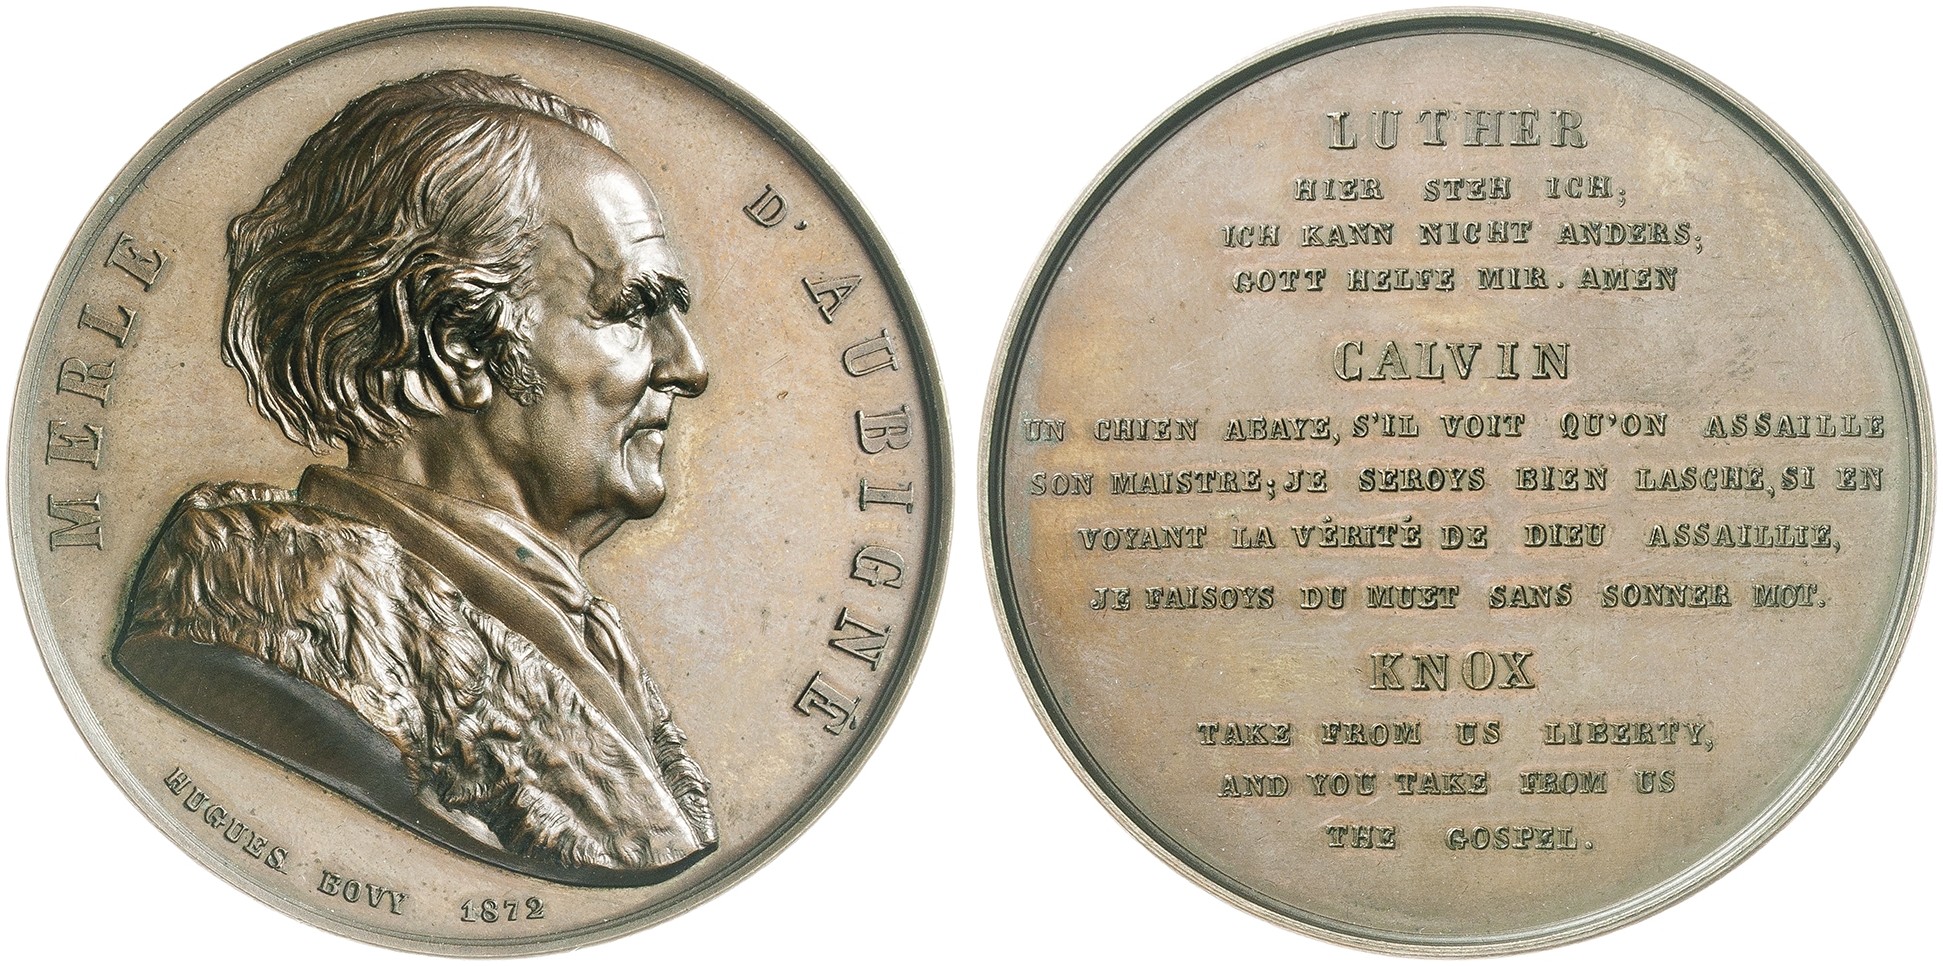 MERLE D'AUBIGNÉ
HUGUES BOVY 1872
LUTHER
HIER STEH ICH;
ICH KANN NICHT ANDERS;
GOTT HELFE MIR. AMEN
CALVIN
UN CHIEN ABAYE, S'IL VOIT QU'ON ASSAILLE
SON MAISTRE; JE SEROYS BIEN LASCHE, SI EN
VOYANT LA VÉRITÉ DE DIEU ASSAILLIE,
JE FAISOYS DU MUET SANS SONNER MOT.
KNOX
TAKE FROM US LIBERTY,
AND YOU TAKE FROM US
THE GOSPEL.